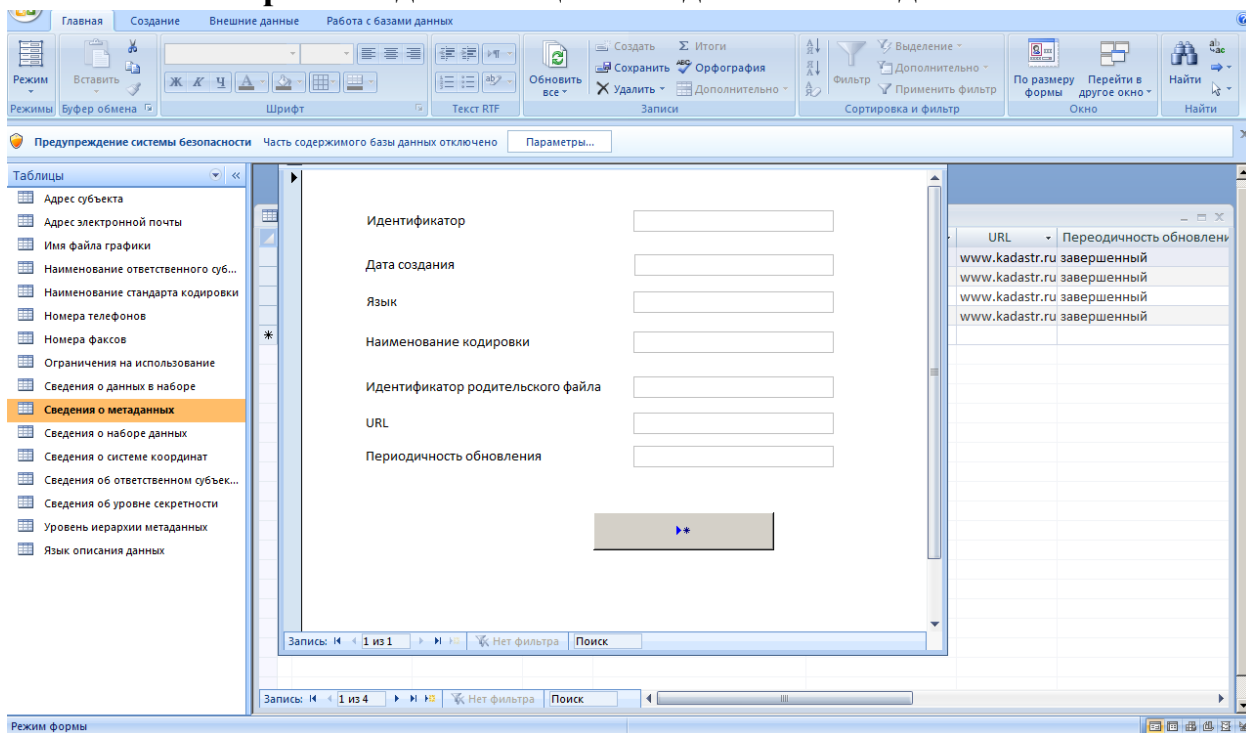 Главная Создание Внешние данные Работа с базами данных
Режим
Режимы
Вставить
Буфер обмена
Ж К Ч А
Шрифт
Текст RTF
Обновить все
Создать
Сохранить
Удалить
Итоги
Орфография
Дополнительно
Записи
Фильтр
Выделение
Дополнительно
Применить фильтр
Сортировка и фильтр
По размеру формы
Перейти в другое окно
Окно
Найти
Найти
Предупреждение системы безопасности Часть содержимого базы данных отключено Параметры...
Таблицы
Адрес субъекта
Адрес электронной почты
Имя файла графики
Наименование ответственного суб...
Наименование стандарта кодировки
Номера телефонов
Номера факсов
Ограничения на использование
Сведения о данных в наборе
Сведения о метаданных
Сведения о наборе данных
Сведения о системе координат
Сведения об ответственном субъек...
Сведения об уровне секретности
Уровень иерархии метаданных
Язык описания данных
Идентификатор
Дата создания
Язык
Наименование кодировки
Идентификатор родительского файла
URL
Периодичность обновления
Запись: 1 из 1 Нет фильтра Поиск
URL Переодичность обновлени
www.kadastr.ru завершенный
www.kadastr.ru завершенный
www.kadastr.ru завершенный
www.kadastr.ru завершенный
Запись: 1 из 4 Нет фильтра Поиск
Режим формы